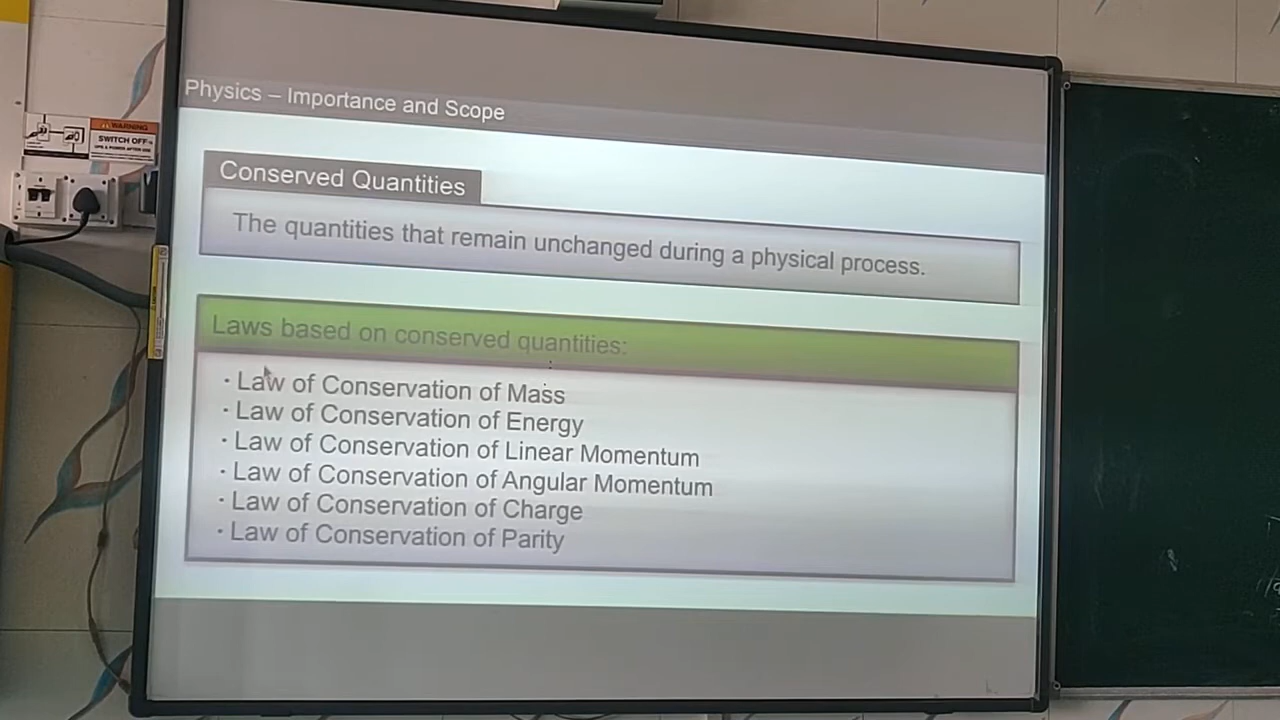 Physics – Importance and Scope
WARNING
SWITCH OFF
Conserved Quantities
The quantities that remain unchanged during a physical process.
Laws based on conserved quantities:
· Law of Conservation of Mass
· Law of Conservation of Energy
· Law of Conservation of Linear Momentum
· Law of Conservation of Angular Momentum
· Law of Conservation of Charge
· Law of Conservation of Parity